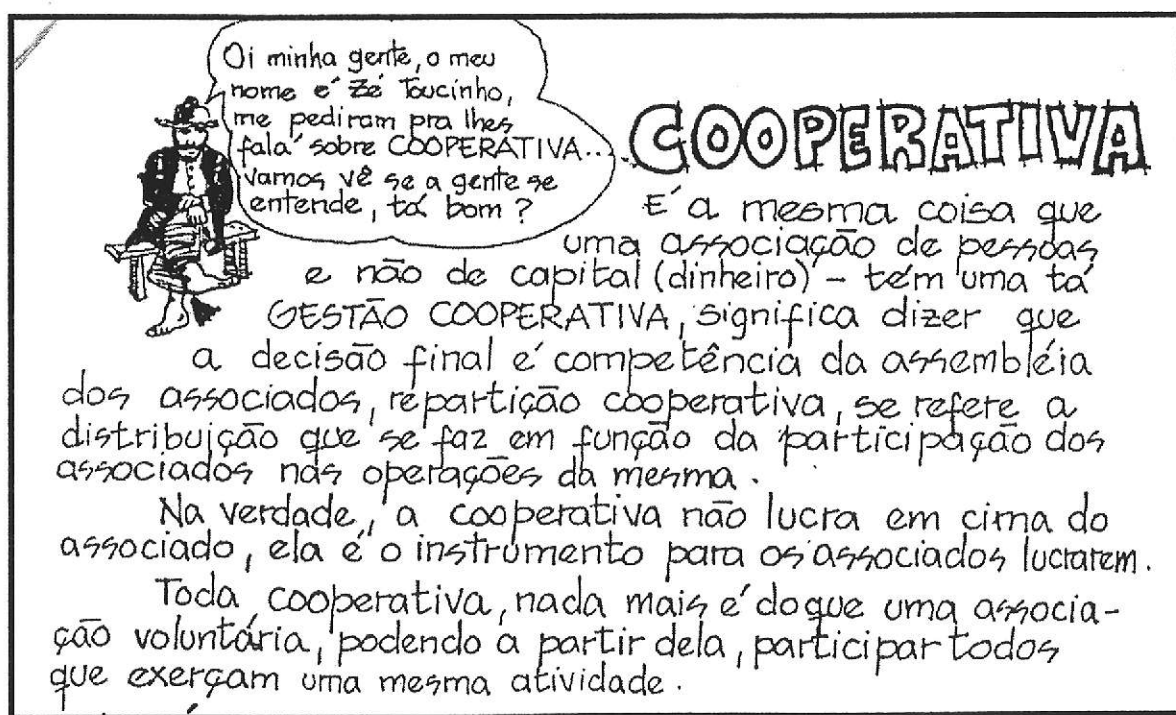 Oi minha gente, o meu
nome é Zé Toucinho,
me pediram pra lhes
falá sobre COOPERATIVA...
vamos vê se a gente se
entende, tá bom ?
COOPERATIVA
É a mesma coisa que
uma associação de pessoas
e não de capital (dinheiro) - tem uma tá
GESTÃO COOPERATIVA, significa dizer que
a decisão final é competência da assembléia
dos associados, repartição cooperativa, se refere a
distribuição que se faz em função da participação dos
associados nas operações da mesma.
Na verdade, a cooperativa não lucra em cima do
associado, ela é o instrumento para os associados lucrarem.
Toda cooperativa, nada mais é do que uma associa-
ção voluntária, podendo a partir dela, participar todos
que exerçam uma mesma atividade.